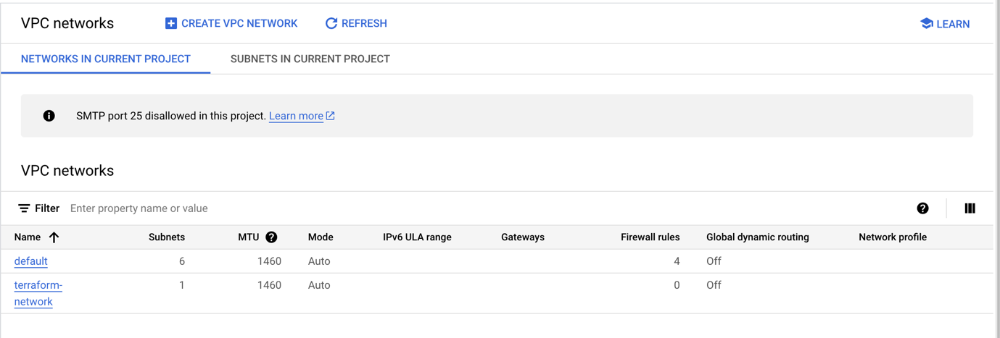 VPC networks CREATE VPC NETWORK REFRESH LEARN
NETWORKS IN CURRENT PROJECT SUBNETS IN CURRENT PROJECT
SMTP port 25 disallowed in this project. Learn more
VPC networks
Filter Enter property name or value
Name Subnets MTU Mode IPv6 ULA range Gateways Firewall rules Global dynamic routing Network profile
default 6 1460 Auto 4 Off
terraform- 1 1460 Auto 0 Off
network